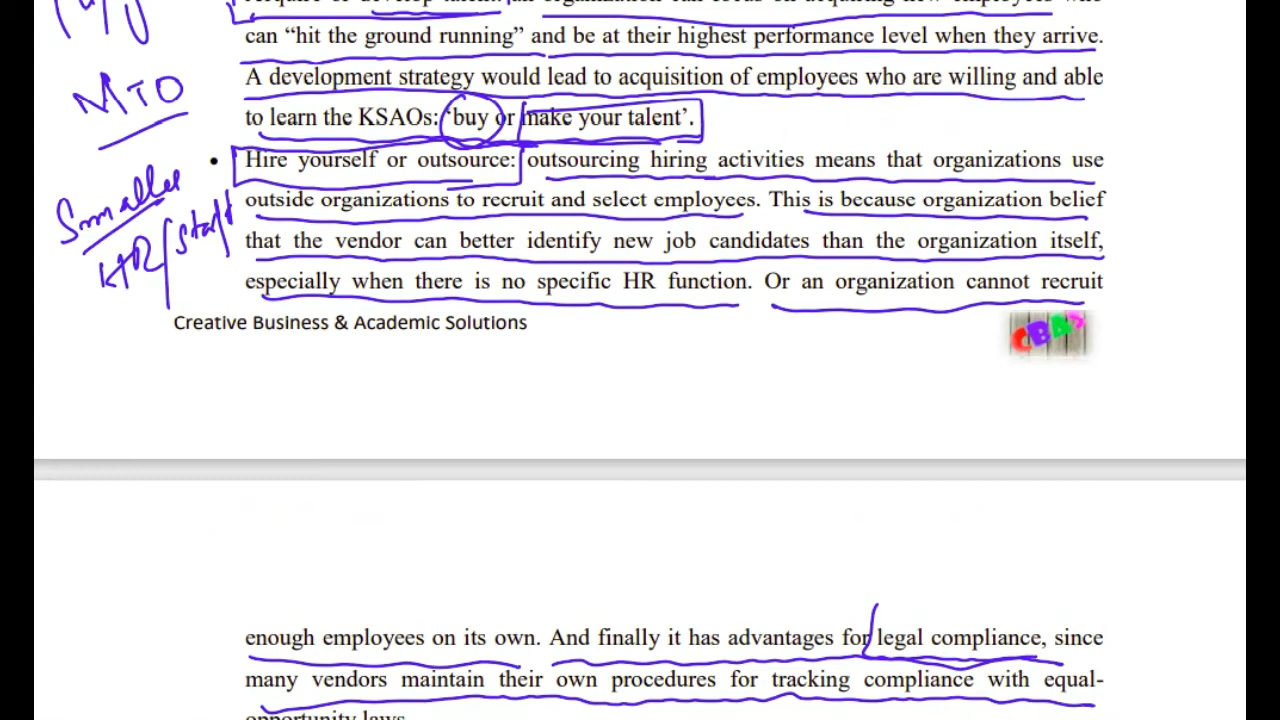 MTO
Smaller
HR/staff
can “hit the ground running” and be at their highest performance level when they arrive.
A development strategy would lead to acquisition of employees who are willing and able
to learn the KSAOs: ‘buy or make your talent’.
• Hire yourself or outsource: outsourcing hiring activities means that organizations use
outside organizations to recruit and select employees. This is because organization belief
that the vendor can better identify new job candidates than the organization itself,
especially when there is no specific HR function. Or an organization cannot recruit
Creative Business & Academic Solutions
CBAS
enough employees on its own. And finally it has advantages for legal compliance, since
many vendors maintain their own procedures for tracking compliance with equal-
opportunity laws